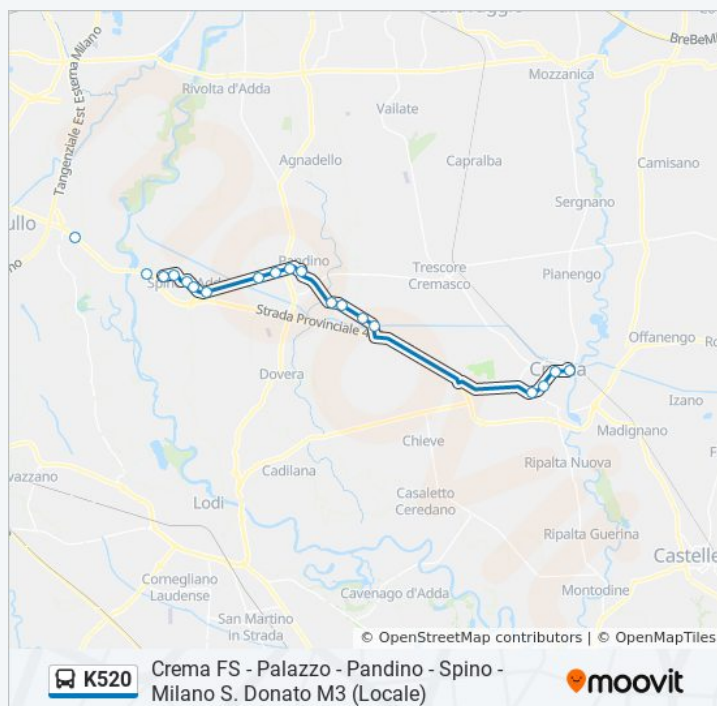 BreBeMi
Mozzanica
Rivolta d'Adda
Tangenziale Est Esterna Milano
Vailate
Agnadello
Capralba
Camisano
Sergnano
ullo
Pandino
Trescore
Cremasco
Pianengo
Spino d'Adda
Strada Provinciale 4
Offanengo
Dovera
Crema
Izano
Madignano
Chieve
Ripalta Nuova
Cadilana
vazzano
Casaletto
Ceredano
Lodi
Ripalta Guerina
Castelle
Cornegliano
Laudense
Cavenago d'Adda
Montodine
San Martino
in Strada
© OpenStreetMap contributors | © OpenMapTiles
K520
Crema FS - Palazzo - Pandino - Spino -
Milano S. Donato M3 (Locale)
moovit